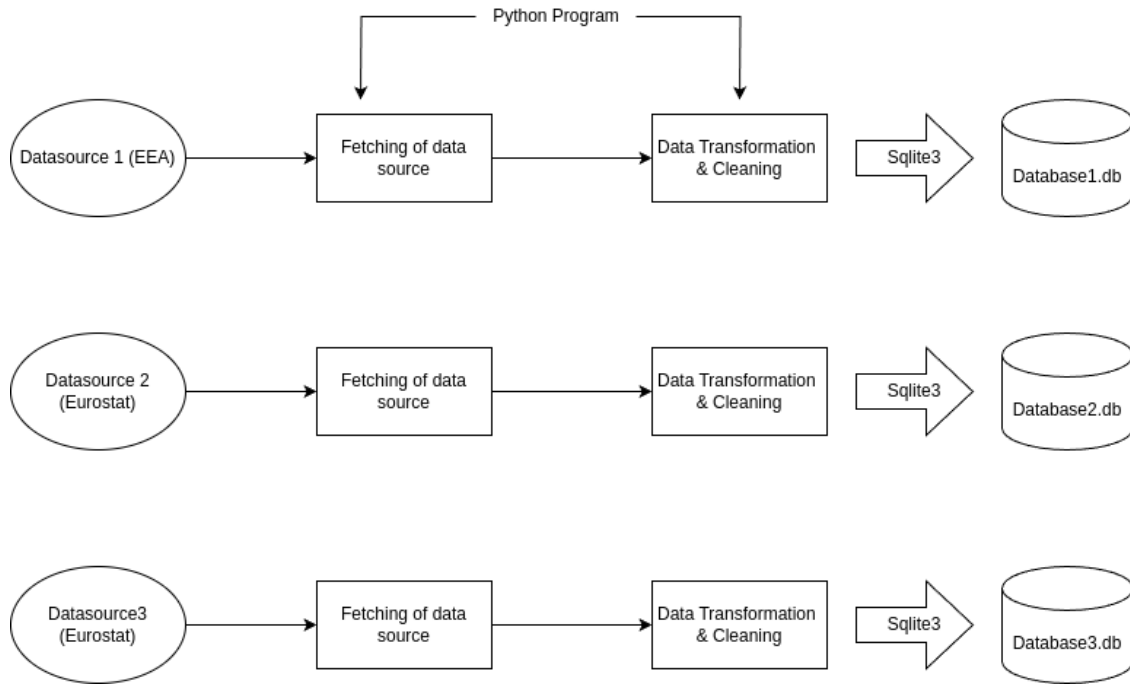 Python Program
Datasource 1 (EEA)
Fetching of data
source
Data Transformation
& Cleaning
Sqlite3
Database1.db
Datasource 2
(Eurostat)
Fetching of data
source
Data Transformation
& Cleaning
Sqlite3
Database2.db
Datasource3
(Eurostat)
Fetching of data
source
Data Transformation
& Cleaning
Sqlite3
Database3.db